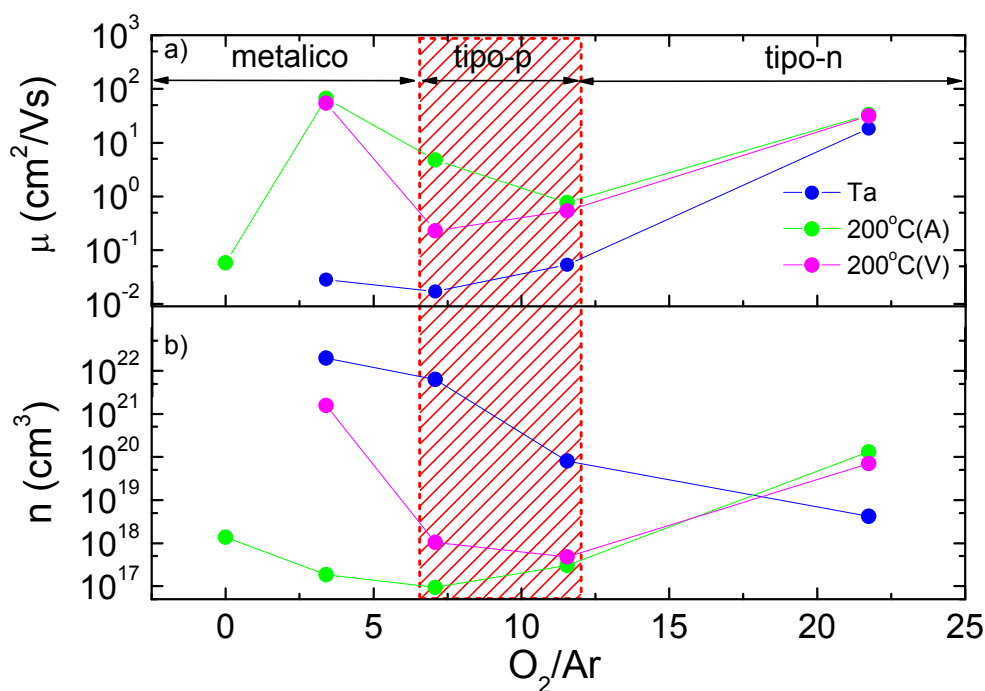 a)
metalico
tipo-p
tipo-n
10³
10²
10¹
10⁰
10⁻¹
10⁻²
μ (cm²/Vs)
Ta
200°C(A)
200°C(V)
b)
10²²
10²¹
10²⁰
10¹⁹
10¹⁸
10¹⁷
n (cm³)
0 5 10 15 20 25
O₂/Ar